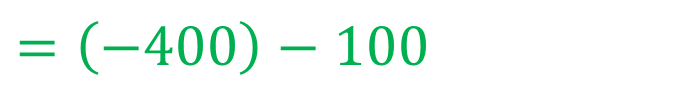 = (−400) − 100